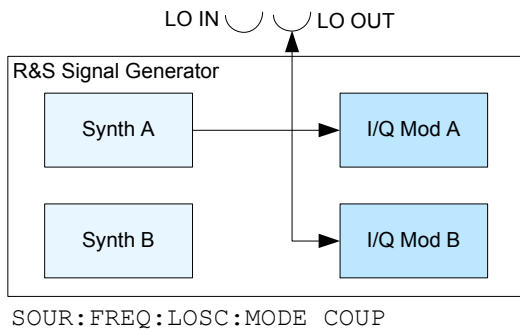 LO IN LO OUT
R&S Signal Generator
Synth A I/Q Mod A
Synth B I/Q Mod B
SOUR:FREQ:LOSC:MODE COUP